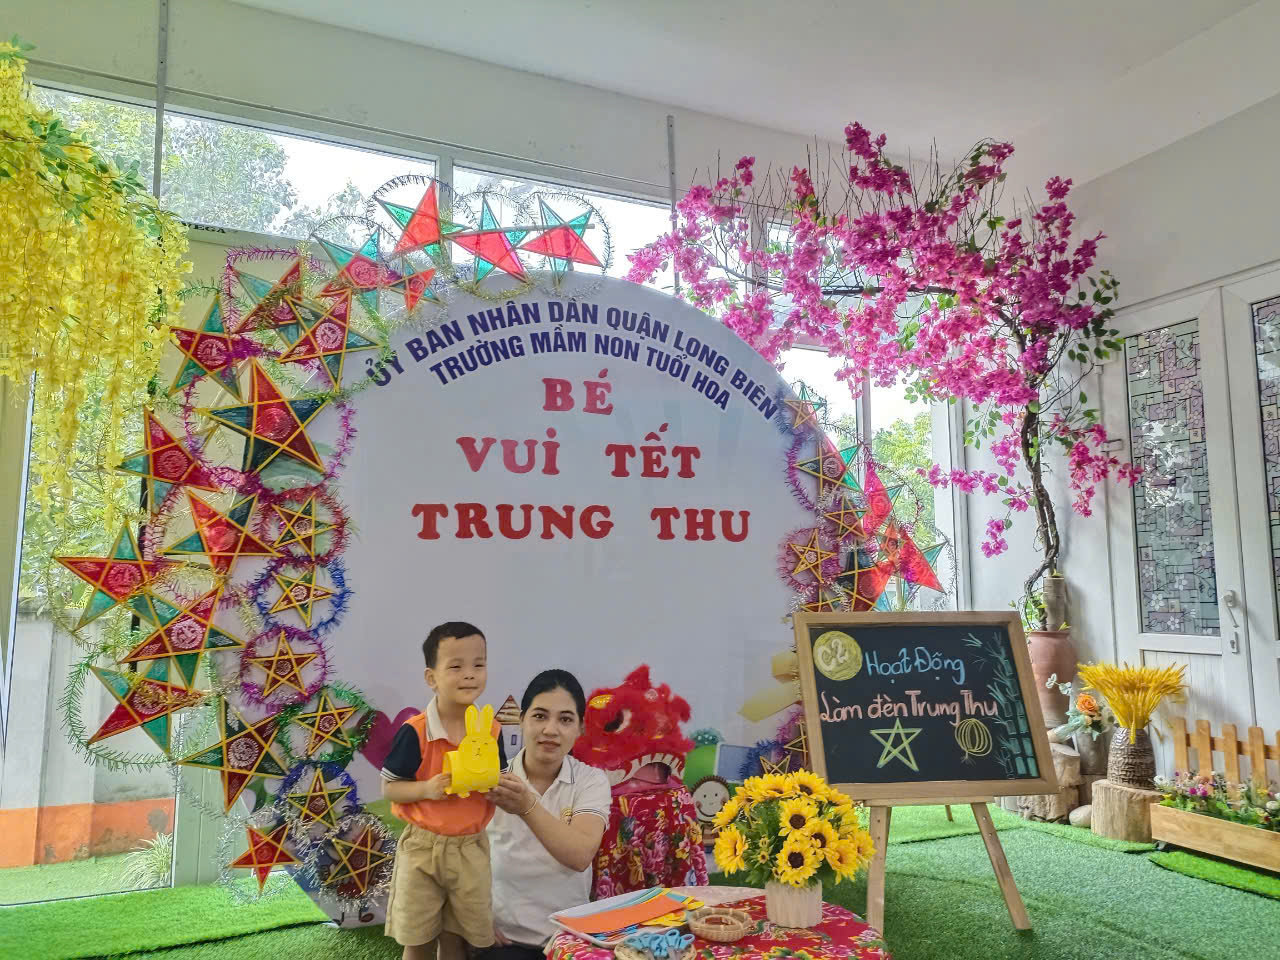 VEGA
ỦY BAN NHÂN DÂN QUẬN LONG BIÊN
TRƯỜNG MẦM NON TUỔI HOA
BÉ
VUI TẾT
TRUNG THU
Hoạt Động
Làm đèn Trung Thu